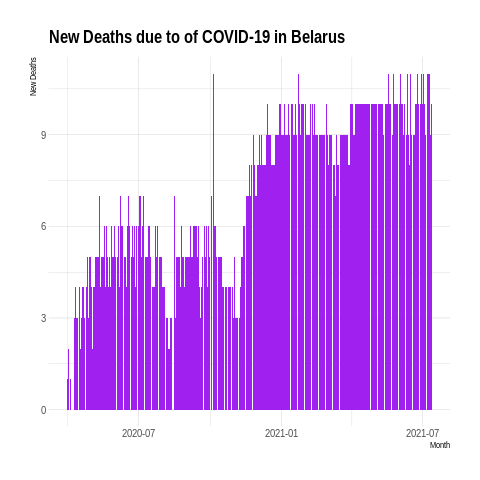 New Deaths due to of COVID-19 in Belarus
New Deaths
9
6
3
0
2020-07
2021-01
2021-07
Month